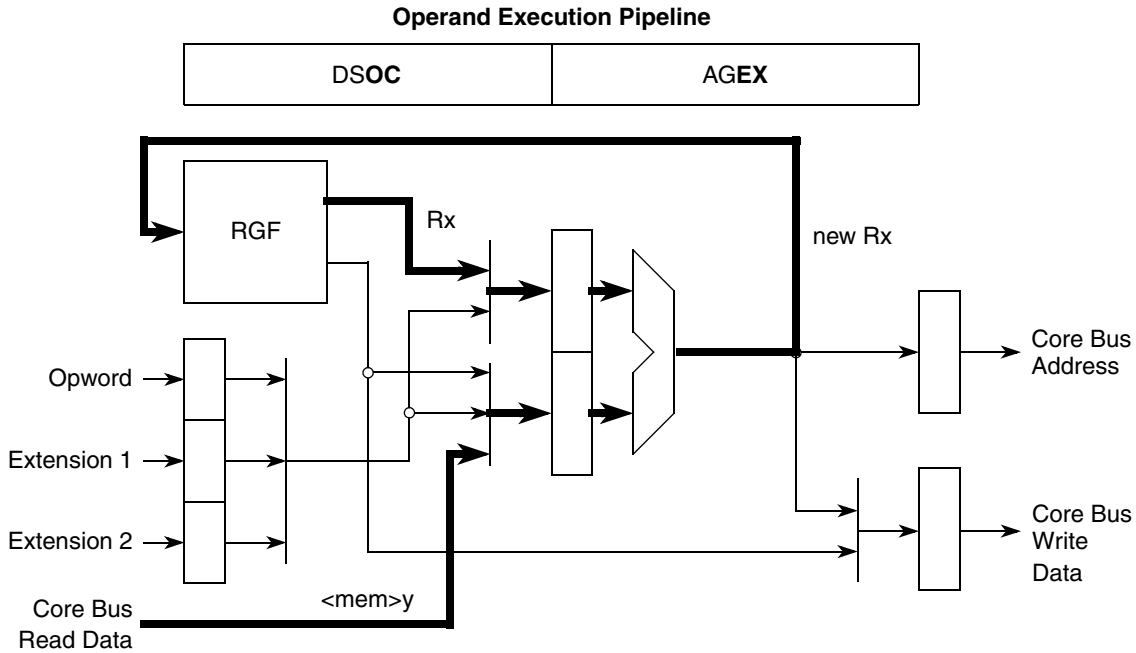 Operand Execution Pipeline
DSOC
AGEX
RGF
Rx
new Rx
Core Bus
Address
Opword
Extension 1
Extension 2
Core Bus
Write
Data
<mem>y
Core Bus
Read Data